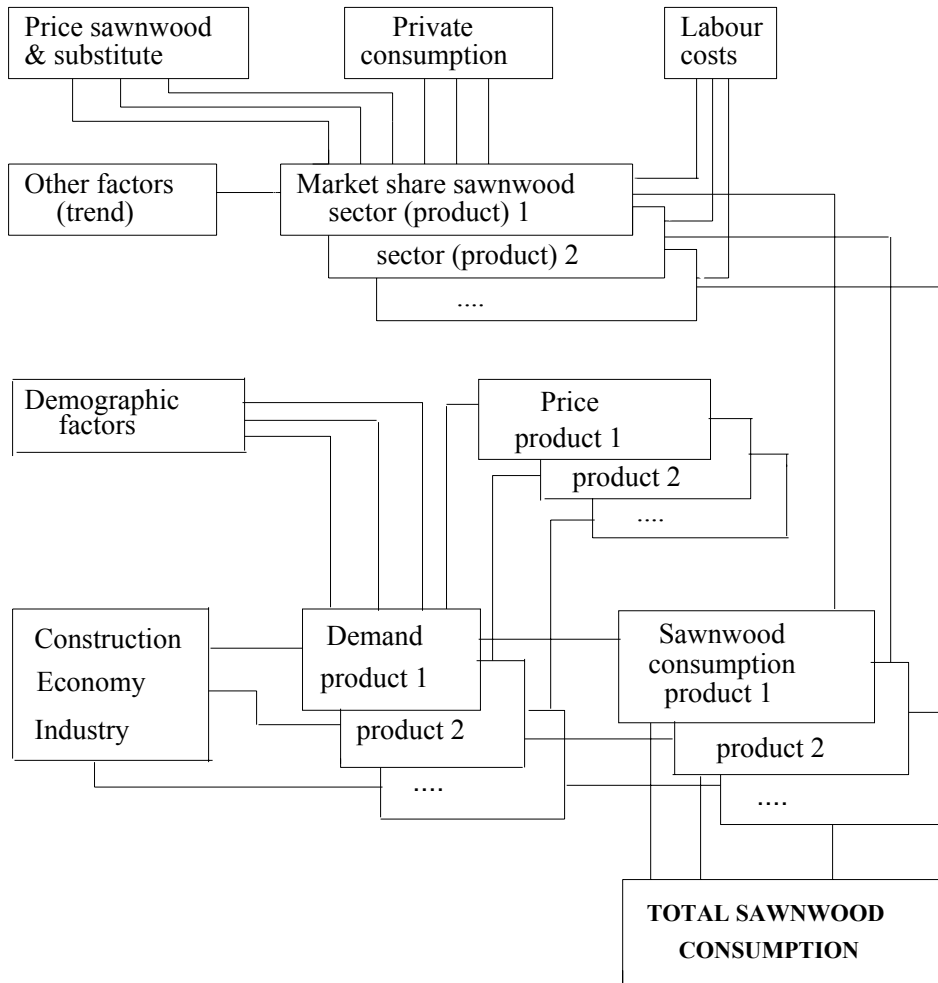 Price sawnwood
& substitute
Private
consumption
Labour
costs
Other factors
(trend)
Market share sawnwood
sector (product) 1
sector (product) 2
....
Demographic
factors
Price
product 1
product 2
....
Construction
Economy
Industry
Demand
product 1
product 2
....
Sawnwood
consumption
product 1
product 2
....
TOTAL SAWNWOOD
CONSUMPTION